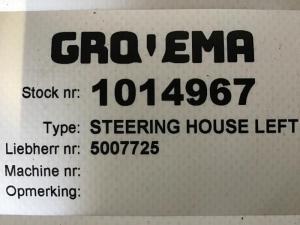 GROVEMA
Stock nr: 1014967
Type: STEERING HOUSE LEFT
Liebherr nr: 5007725
Machine nr:
Opmerking: